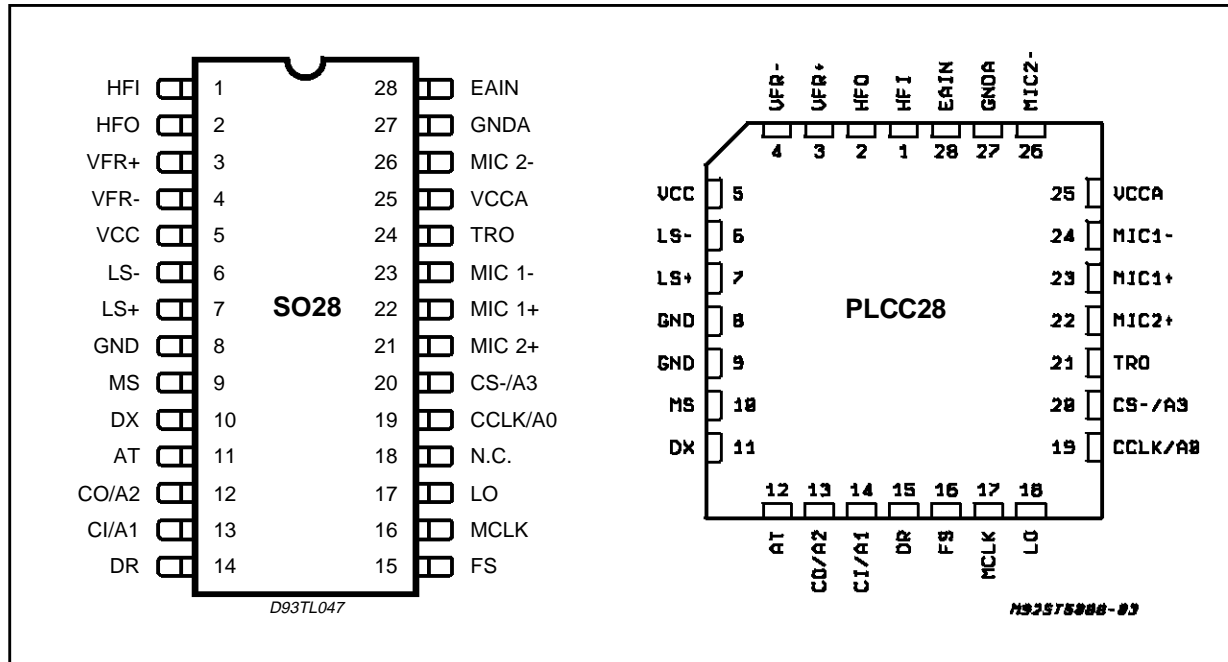 HFI 1 28 EAIN
HFO 2 27 GNDA
VFR+ 3 26 MIC 2-
VFR- 4 25 VCCA
VCC 5 24 TRO
LS- 6 23 MIC 1-
LS+ 7 22 MIC 1+
GND 8 21 MIC 2+
MS 9 20 CS-/A3
DX 10 19 CCLK/A0
AT 11 18 N.C.
CO/A2 12 17 LO
CI/A1 13 16 MCLK
DR 14 15 FS
SO28
D93TL047
VFR- VFR+ HFO HFI EAIN GNDA MIC2-
4 3 2 1 28 27 26
VCC 5 25 VCCA
LS- 6 24 MIC1-
LS+ 7 23 MIC1+
GND 8 22 MIC2+
GND 9 21 TRO
MS 10 20 CS-/A3
DX 11 19 CCLK/A0
PLCC28
12 13 14 15 16 17 18
AT CO/A2 CI/A1 DR FS MCLK LO